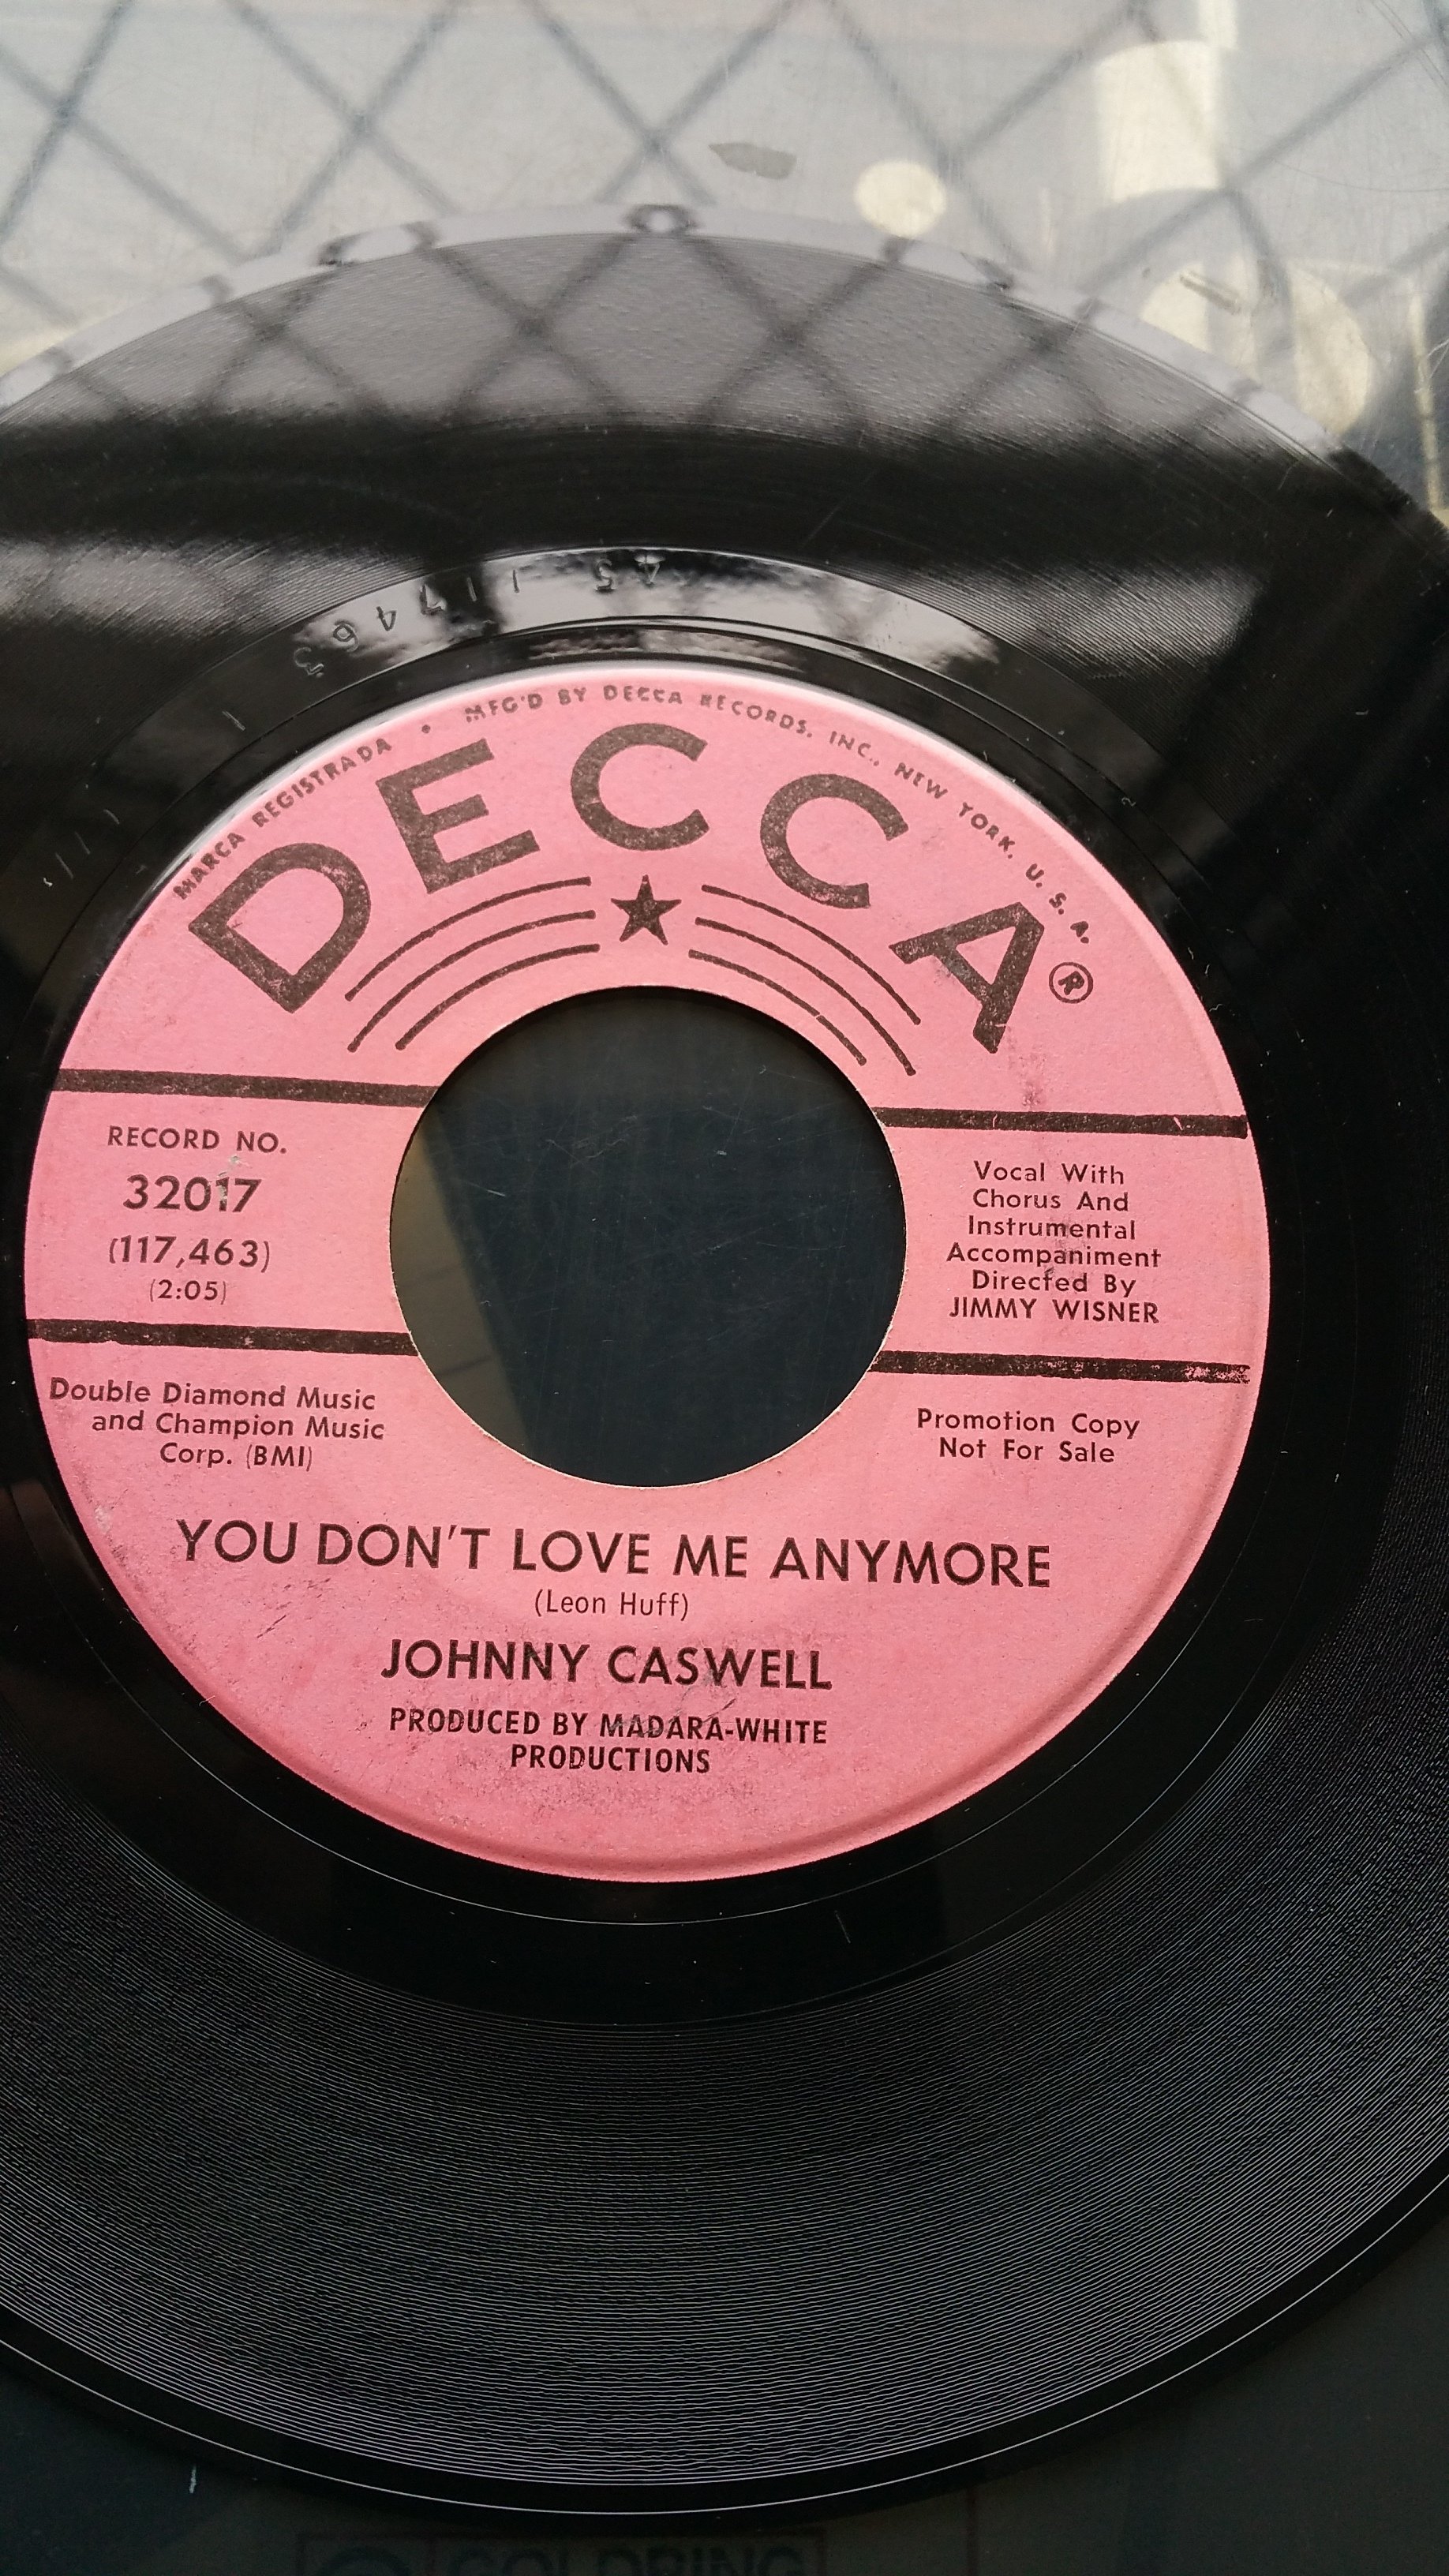 45 117463
MARCA REGISTRADA • MFG'D BY DECCA RECORDS, INC., NEW YORK, U. S. A.
DECCA®
RECORD NO.
32017
(117,463)
(2:05)
Vocal With
Chorus And
Instrumental
Accompaniment
Directed By
JIMMY WISNER
Double Diamond Music
and Champion Music
Corp. (BMI)
Promotion Copy
Not For Sale
YOU DON'T LOVE ME ANYMORE
(Leon Huff)
JOHNNY CASWELL
PRODUCED BY MADARA-WHITE
PRODUCTIONS
GOLDRING